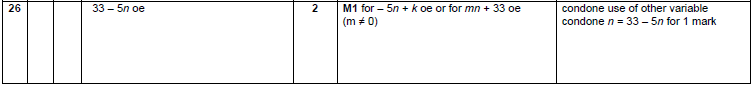 26 33 – 5n oe 2 M1 for – 5n + k oe or for mn + 33 oe condone use of other variable
(m ≠ 0) condone n = 33 – 5n for 1 mark